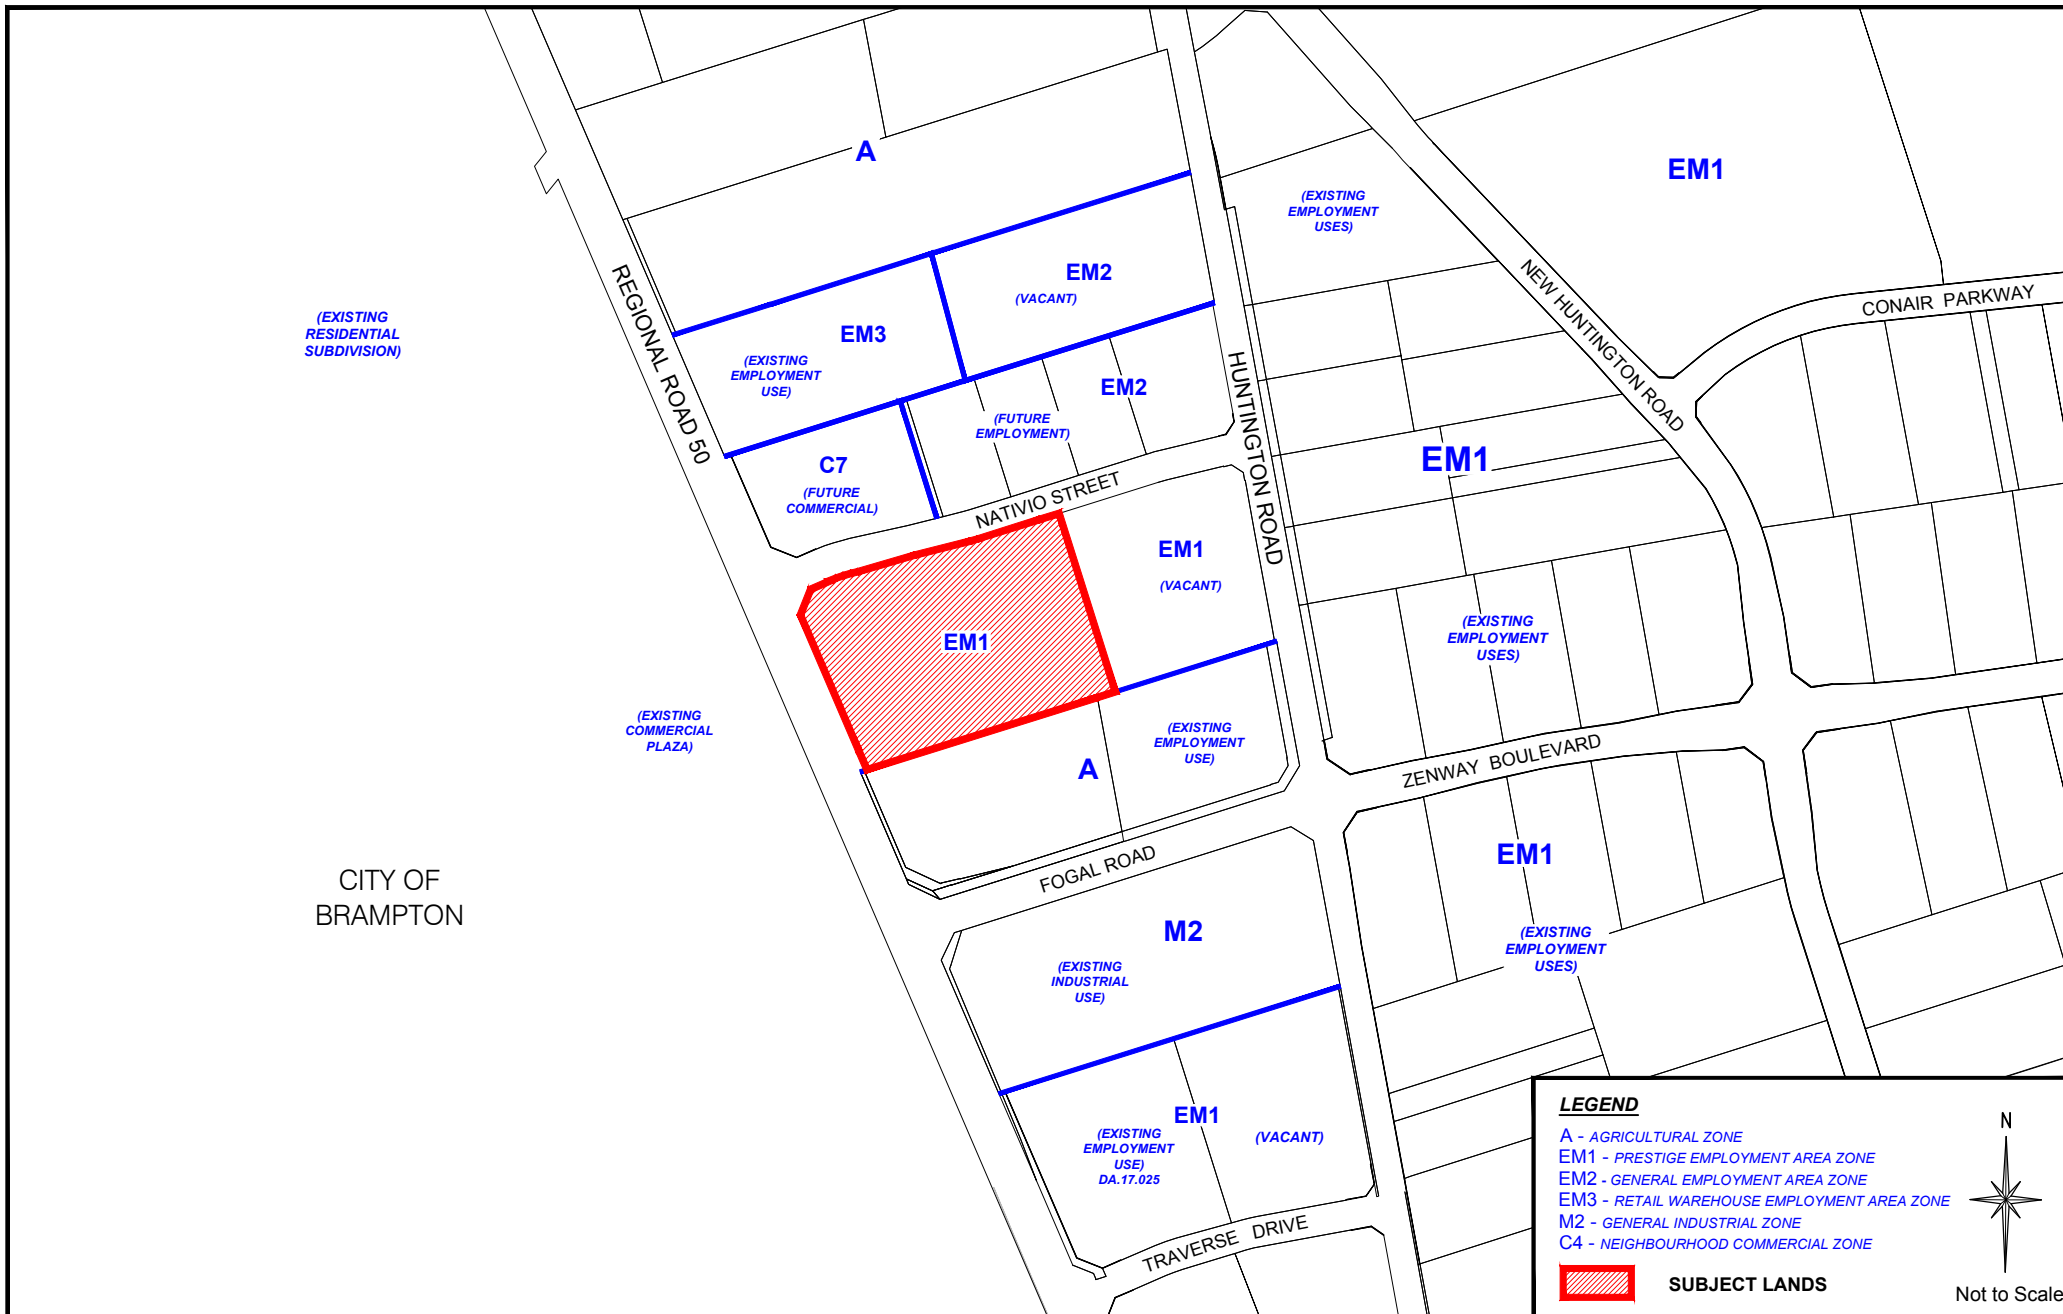 A
EM1
(EXISTING
EMPLOYMENT
USES)
REGIONAL ROAD 50
EM2
(VACANT)
NEW HUNTINGTON ROAD
CONAIR PARKWAY
(EXISTING
RESIDENTIAL
SUBDIVISION)
EM3
(EXISTING
EMPLOYMENT
USE)
HUNTINGTON ROAD
EM2
(FUTURE
EMPLOYMENT)
EM1
C7
(FUTURE
COMMERCIAL)
NATIVIO STREET
EM1
(VACANT)
EM1
(EXISTING
EMPLOYMENT
USES)
(EXISTING
COMMERCIAL
PLAZA)
(EXISTING
EMPLOYMENT
USE)
A
ZENWAY BOULEVARD
FOGAL ROAD
EM1
CITY OF
BRAMPTON
M2
(EXISTING
EMPLOYMENT
USES)
(EXISTING
INDUSTRIAL
USE)
EM1
(EXISTING
EMPLOYMENT
USE)
DA.17.025
(VACANT)
TRAVERSE DRIVE
LEGEND
A - AGRICULTURAL ZONE
EM1 - PRESTIGE EMPLOYMENT AREA ZONE
EM2 - GENERAL EMPLOYMENT AREA ZONE
EM3 - RETAIL WAREHOUSE EMPLOYMENT AREA ZONE
M2 - GENERAL INDUSTRIAL ZONE
C4 - NEIGHBOURHOOD COMMERCIAL ZONE
SUBJECT LANDS
N
Not to Scale